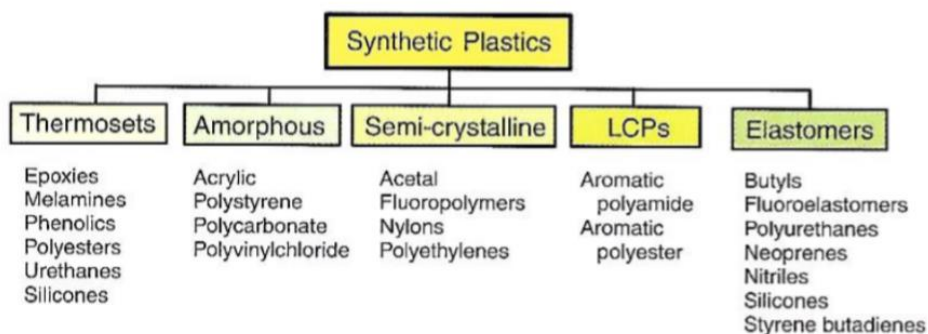 Synthetic Plastics
Thermosets
Amorphous
Semi-crystalline
LCPs
Elastomers
Epoxies
Melamines
Phenolics
Polyesters
Urethanes
Silicones
Acrylic
Polystyrene
Polycarbonate
Polyvinylchloride
Acetal
Fluoropolymers
Nylons
Polyethylenes
Aromatic
polyamide
Aromatic
polyester
Butyls
Fluoroelastomers
Polyurethanes
Neoprenes
Nitriles
Silicones
Styrene butadienes